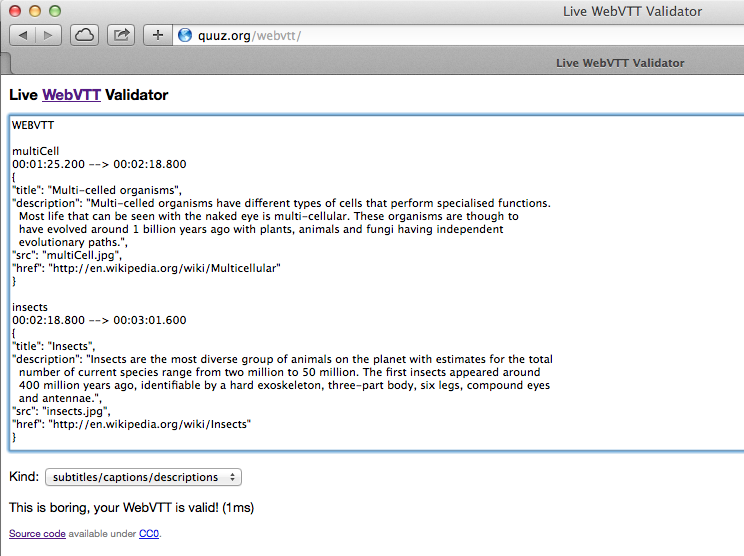 Live WebVTT Validator
quuz.org/webvtt/
Live WebVTT Validator
Live WebVTT Validator
WEBVTT
multiCell
00:01:25.200 --> 00:02:18.800
{
"title": "Multi-celled organisms",
"description": "Multi-celled organisms have different types of cells that perform specialised functions.
Most life that can be seen with the naked eye is multi-cellular. These organisms are though to
have evolved around 1 billion years ago with plants, animals and fungi having independent
evolutionary paths.",
"src": "multiCell.jpg",
"href": "http://en.wikipedia.org/wiki/Multicellular"
}
insects
00:02:18.800 --> 00:03:01.600
{
"title": "Insects",
"description": "Insects are the most diverse group of animals on the planet with estimates for the total
number of current species range from two million to 50 million. The first insects appeared around
400 million years ago, identifiable by a hard exoskeleton, three-part body, six legs, compound eyes
and antennae.",
"src": "insects.jpg",
"href": "http://en.wikipedia.org/wiki/Insects"
}
Kind: subtitles/captions/descriptions
This is boring, your WebVTT is valid! (1ms)
Source code available under CC0.